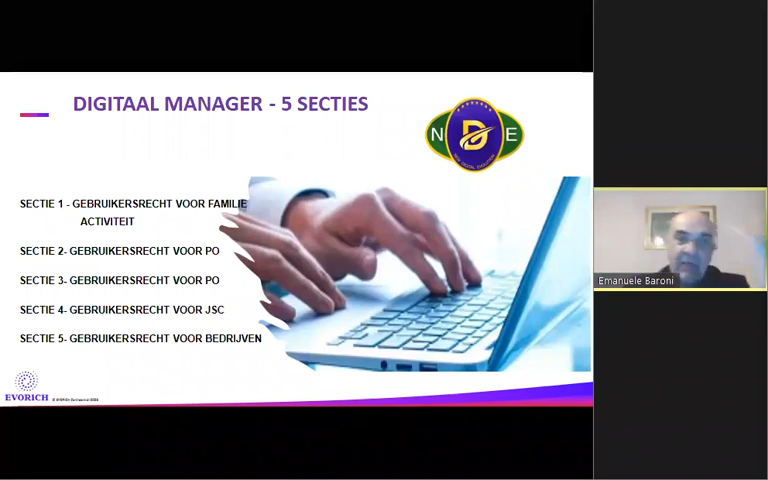 DIGITAAL MANAGER - 5 SECTIES
N D E
SECTIE 1 - GEBRUIKERSRECHT VOOR FAMILIE
ACTIVITEIT
SECTIE 2- GEBRUIKERSRECHT VOOR PO
SECTIE 3- GEBRUIKERSRECHT VOOR PO
SECTIE 4- GEBRUIKERSRECHT VOOR JSC
SECTIE 5- GEBRUIKERSRECHT VOOR BEDRIJVEN
EVORICH
Emanuele Baroni